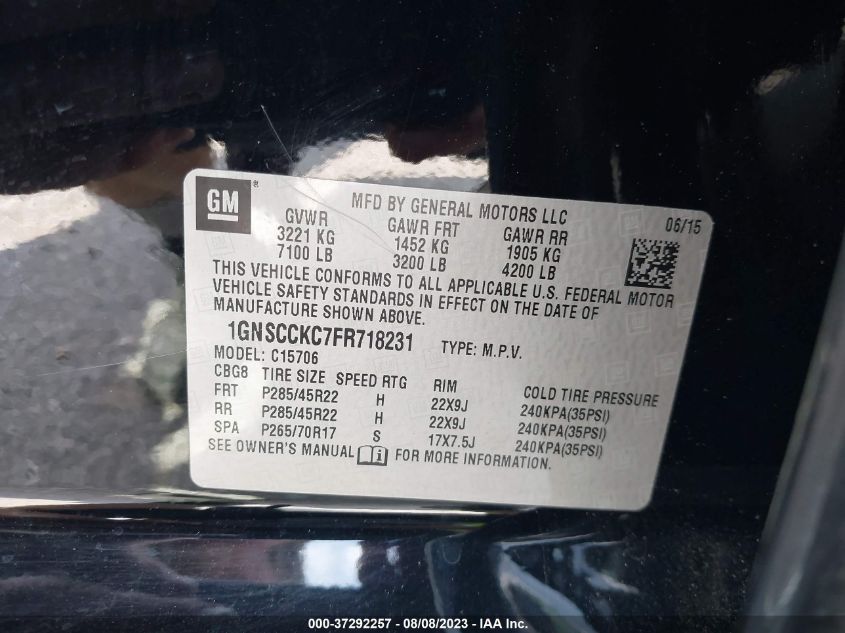 GM ® MFD BY GENERAL MOTORS LLC 06/15
GVWR GAWR FRT GAWR RR
3221 KG 1452 KG 1905 KG
7100 LB 3200 LB 4200 LB
THIS VEHICLE CONFORMS TO ALL APPLICABLE U.S. FEDERAL MOTOR
VEHICLE SAFETY STANDARDS IN EFFECT ON THE DATE OF
MANUFACTURE SHOWN ABOVE.
1GNSCCKC7FR718231 TYPE: M.P.V.
MODEL: C15706
CBG8 TIRE SIZE SPEED RTG RIM COLD TIRE PRESSURE
FRT P285/45R22 H 22X9J 240KPA(35PSI)
RR P285/45R22 H 22X9J 240KPA(35PSI)
SPA P265/70R17 S 17X7.5J 240KPA(35PSI)
SEE OWNER'S MANUAL FOR MORE INFORMATION.
000-37292257 - 08/08/2023 - IAA Inc.